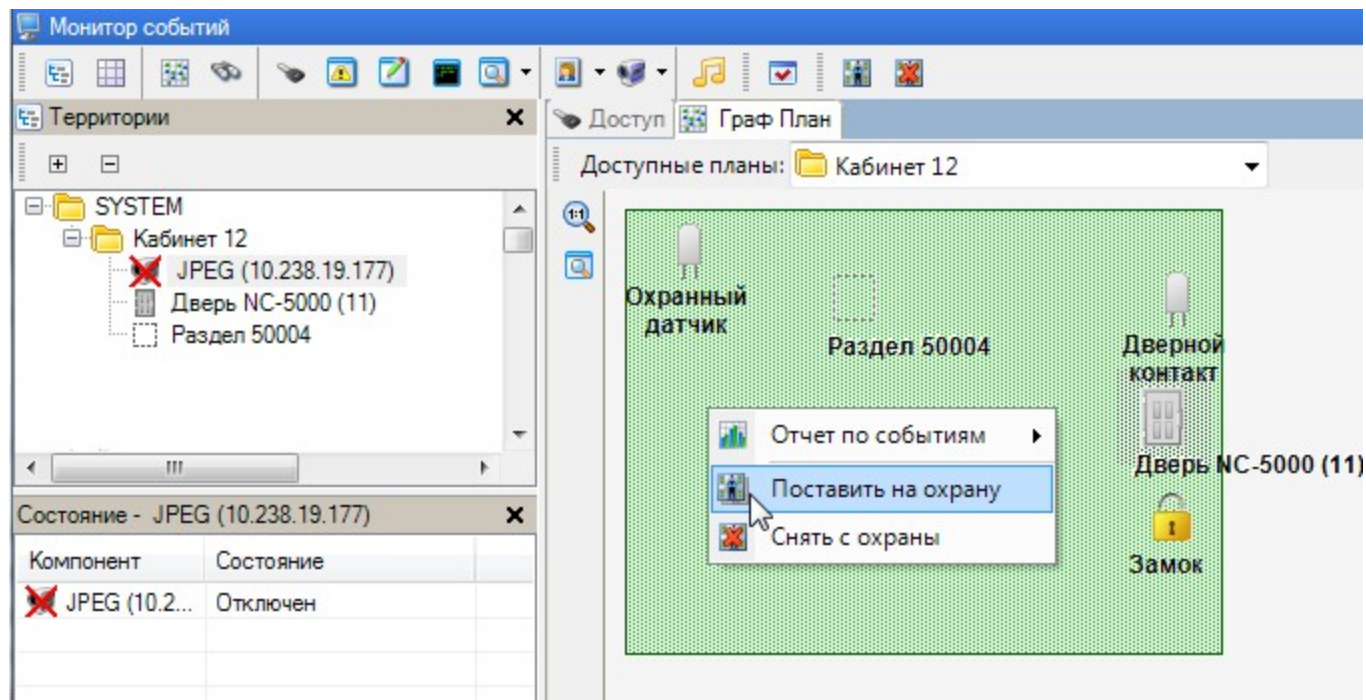 Монитор событий
Территории
Доступ
Граф План
Доступные планы:
Кабинет 12
SYSTEM
Кабинет 12
JPEG (10.238.19.177)
Дверь NC-5000 (11)
Раздел 50004
1:1
Охранный
датчик
Раздел 50004
Дверной
контакт
Дверь NC-5000 (11)
Замок
Отчет по событиям
Поставить на охрану
Снять с охраны
Состояние - JPEG (10.238.19.177)
Компонент
Состояние
JPEG (10.2...
Отключен